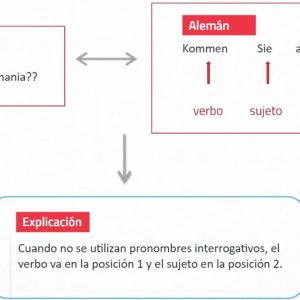 Alemán
Kommen Sie a
mania??
verbo sujeto
Explicación
Cuando no se utilizan pronombres interrogativos, el
verbo va en la posición 1 y el sujeto en la posición 2.